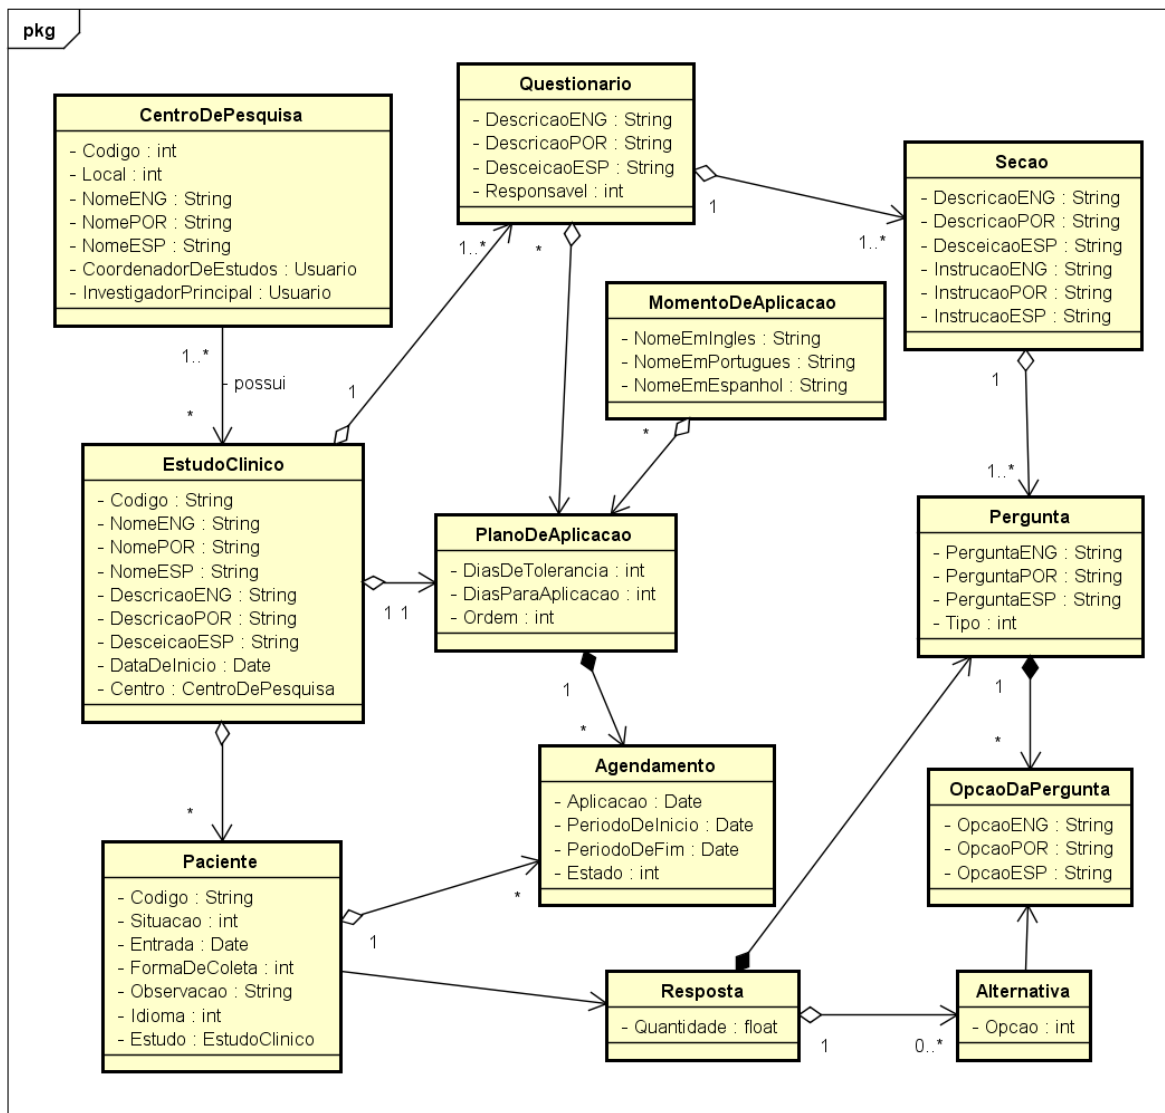 pkg
CentroDePesquisa
- Codigo : int
- Local : int
- NomeENG : String
- NomePOR : String
- NomeESP : String
- CoordenadorDeEstudos : Usuario
- InvestigadorPrincipal : Usuario
Questionario
- DescricaoENG : String
- DescricaoPOR : String
- DesceicaoESP : String
- Responsavel : int
Secao
- DescricaoENG : String
- DescricaoPOR : String
- DesceicaoESP : String
- InstrucaoENG : String
- InstrucaoPOR : String
- InstrucaoESP : String
1
1..*
1..*
*
MomentoDeAplicacao
- NomeEmIngles : String
- NomeEmPortugues : String
- NomeEmEspanhol : String
1..*
- possui
*
1
*
1
1..*
EstudoClinico
- Codigo : String
- NomeENG : String
- NomePOR : String
- NomeESP : String
- DescricaoENG : String
- DescricaoPOR : String
- DesceicaoESP : String
- DataDeInicio : Date
- Centro : CentroDePesquisa
1 1
PlanoDeAplicacao
- DiasDeTolerancia : int
- DiasParaAplicacao : int
- Ordem : int
Pergunta
- PerguntaENG : String
- PerguntaPOR : String
- PerguntaESP : String
- Tipo : int
1
*
1
*
Agendamento
- Aplicacao : Date
- PeriodoDeInicio : Date
- PeriodoDeFim : Date
- Estado : int
OpcaoDaPergunta
- OpcaoENG : String
- OpcaoPOR : String
- OpcaoESP : String
*
Paciente
- Codigo : String
- Situacao : int
- Entrada : Date
- FormaDeColeta : int
- Observacao : String
- Idioma : int
- Estudo : EstudoClinico
*
1
Resposta
- Quantidade : float
1
0..*
Alternativa
- Opcao : int